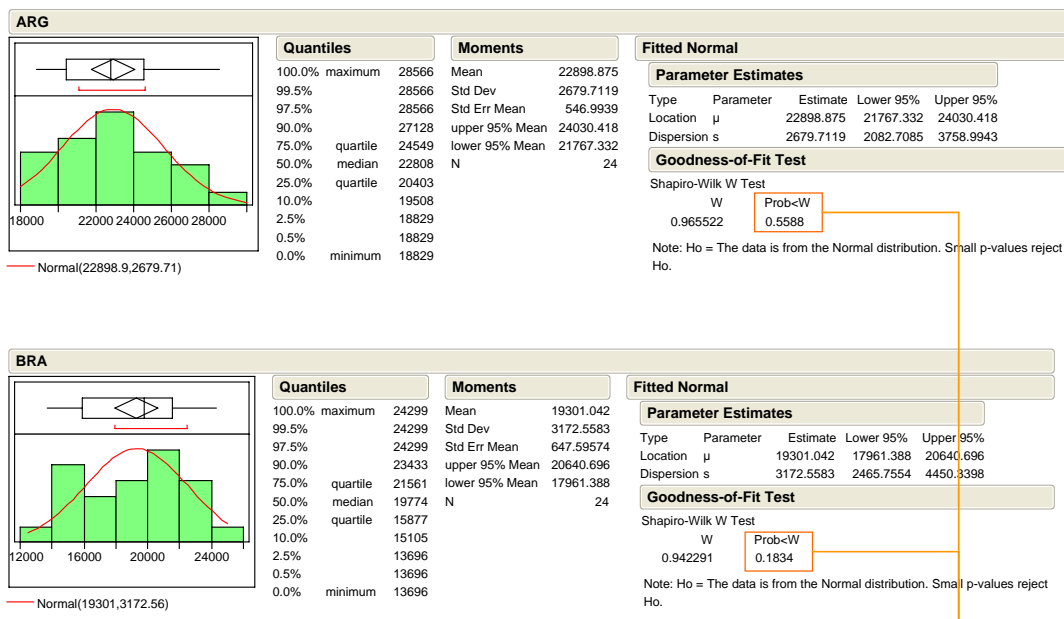 ARG
18000 22000 24000 26000 28000
Normal(22898.9,2679.71)
Quantiles
100.0% maximum 28566
99.5% 28566
97.5% 28566
90.0% 27128
75.0% quartile 24549
50.0% median 22808
25.0% quartile 20403
10.0% 19508
2.5% 18829
0.5% 18829
0.0% minimum 18829
Moments
Mean 22898.875
Std Dev 2679.7119
Std Err Mean 546.9939
upper 95% Mean 24030.418
lower 95% Mean 21767.332
N 24
Fitted Normal
Parameter Estimates
Type Parameter Estimate Lower 95% Upper 95%
Location µ 22898.875 21767.332 24030.418
Dispersion s 2679.7119 2082.7085 3758.9943
Goodness-of-Fit Test
Shapiro-Wilk W Test
W Prob<W
0.965522 0.5588
Note: Ho = The data is from the Normal distribution. Small p-values reject
Ho.
BRA
12000 16000 20000 24000
Normal(19301,3172.56)
Quantiles
100.0% maximum 24299
99.5% 24299
97.5% 24299
90.0% 23433
75.0% quartile 21561
50.0% median 19774
25.0% quartile 15877
10.0% 15105
2.5% 13696
0.5% 13696
0.0% minimum 13696
Moments
Mean 19301.042
Std Dev 3172.5583
Std Err Mean 647.59574
upper 95% Mean 20640.696
lower 95% Mean 17961.388
N 24
Fitted Normal
Parameter Estimates
Type Parameter Estimate Lower 95% Upper 95%
Location µ 19301.042 17961.388 20640.696
Dispersion s 3172.5583 2465.7554 4450.3398
Goodness-of-Fit Test
Shapiro-Wilk W Test
W Prob<W
0.942291 0.1834
Note: Ho = The data is from the Normal distribution. Small p-values reject
Ho.